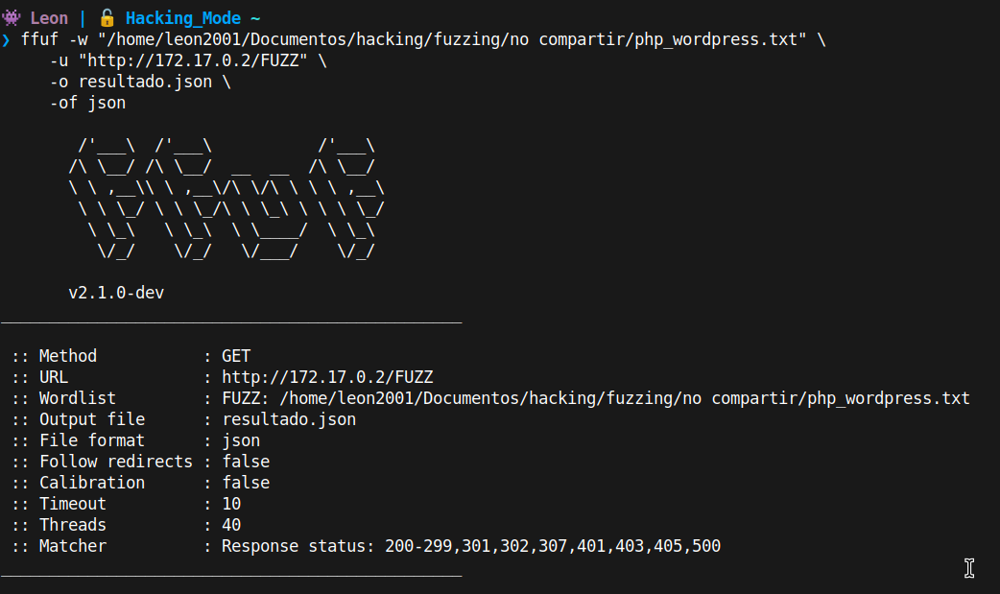 👾 Leon | 🔓 Hacking_Mode ~
❯ ffuf -w "/home/leon2001/Documentos/hacking/fuzzing/no compartir/php_wordpress.txt" \
     -u "http://172.17.0.2/FUZZ" \
     -o resultado.json \
     -of json

        /'___\  /'___\           /'___\
       /\ \__/ /\ \__/  __  __  /\ \__/
       \ \ ,__\\ \ ,__\/\ \/\ \ \ \ ,__\
        \ \ \_/ \ \ \_/\ \ \_\ \ \ \ \_/
         \ \_\   \ \_\  \ \____/  \ \_\
          \/_/    \/_/   \/___/    \/_/

       v2.1.0-dev
________________________________________________

 :: Method           : GET
 :: URL              : http://172.17.0.2/FUZZ
 :: Wordlist         : FUZZ: /home/leon2001/Documentos/hacking/fuzzing/no compartir/php_wordpress.txt
 :: Output file      : resultado.json
 :: File format      : json
 :: Follow redirects : false
 :: Calibration      : false
 :: Timeout          : 10
 :: Threads          : 40
 :: Matcher          : Response status: 200-299,301,302,307,401,403,405,500
________________________________________________